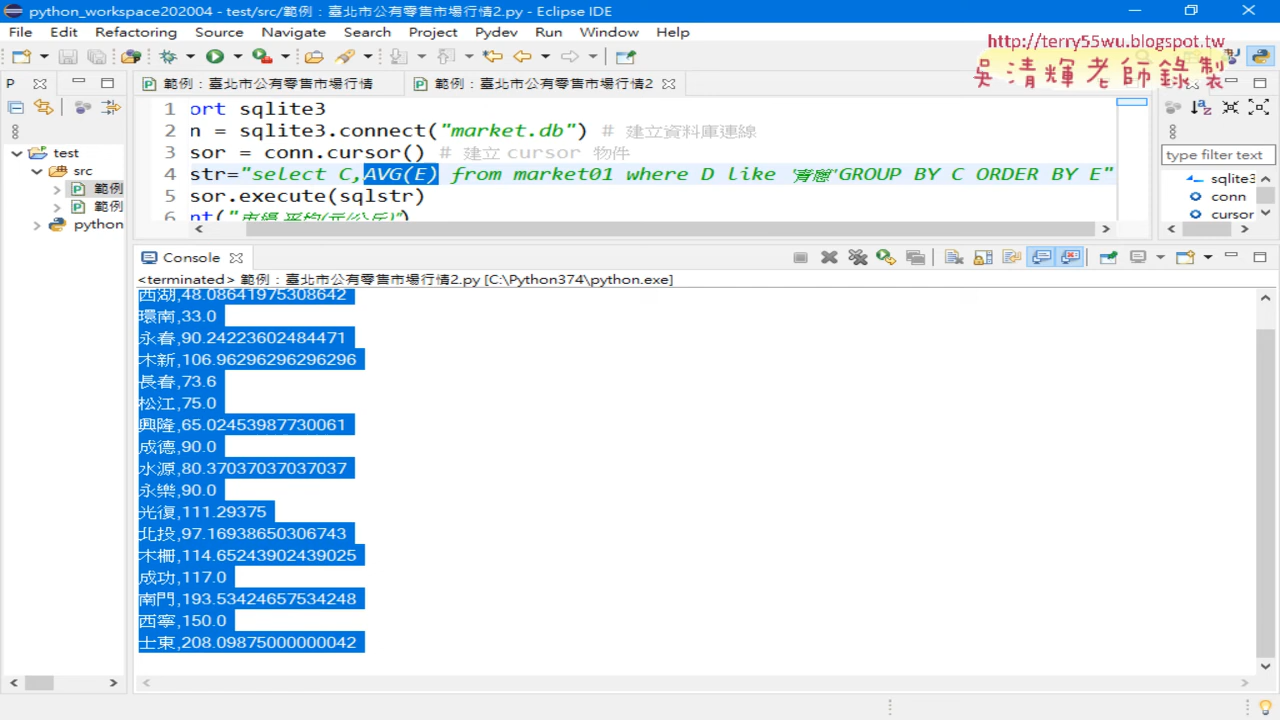 python_workspace202004 - test/src/範例：臺北市公有零售市場行情2.py - Eclipse IDE
File Edit Refactoring Source Navigate Search Project Pydev Run Window Help
http://terry55wu.blogspot.tw
吳清輝老師錄製
P
範例：臺北市公有零售市場行情
範例：臺北市公有零售市場行情2
1 ort sqlite3
2 n = sqlite3.connect("market.db") # 建立資料庫連線
3 sor = conn.cursor() # 建立 cursor 物件
4 str="select C,AVG(E) from market01 where D like 'GROUP BY C ORDER BY E"
5 sor.execute(sqlstr)
6 nt("市場,平均(元/公斤)")
test
src
範例
範例
python
type filter text
sqlite3
conn
cursor
Console
<terminated> 範例：臺北市公有零售市場行情2.py [C:\Python374\python.exe]
西湖,48.08641975308642
環南,33.0
永春,90.24223602484471
木新,106.96296296296296
長春,73.6
松江,75.0
興隆,65.02453987730061
成德,90.0
水源,80.37037037037037
永樂,90.0
光復,111.29375
北投,97.16938650306743
木柵,114.65243902439025
成功,117.0
南門,193.53424657534248
西寧,150.0
士東,208.09875000000042